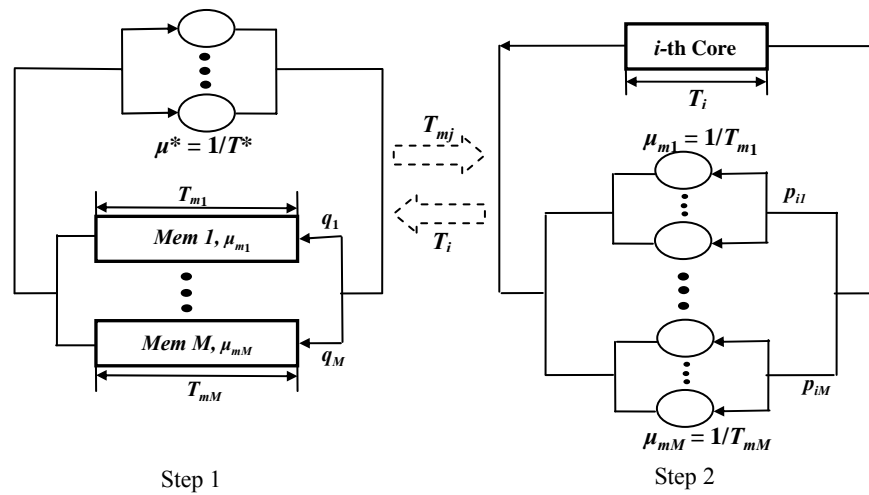 μ* = 1/T*
T_m1
Mem 1, μ_m1
q_1
Mem M, μ_mM
q_M
T_mM
Step 1
T_mj
T_i
i-th Core
T_i
μ_m1 = 1/T_m1
p_i1
p_iM
μ_mM = 1/T_mM
Step 2